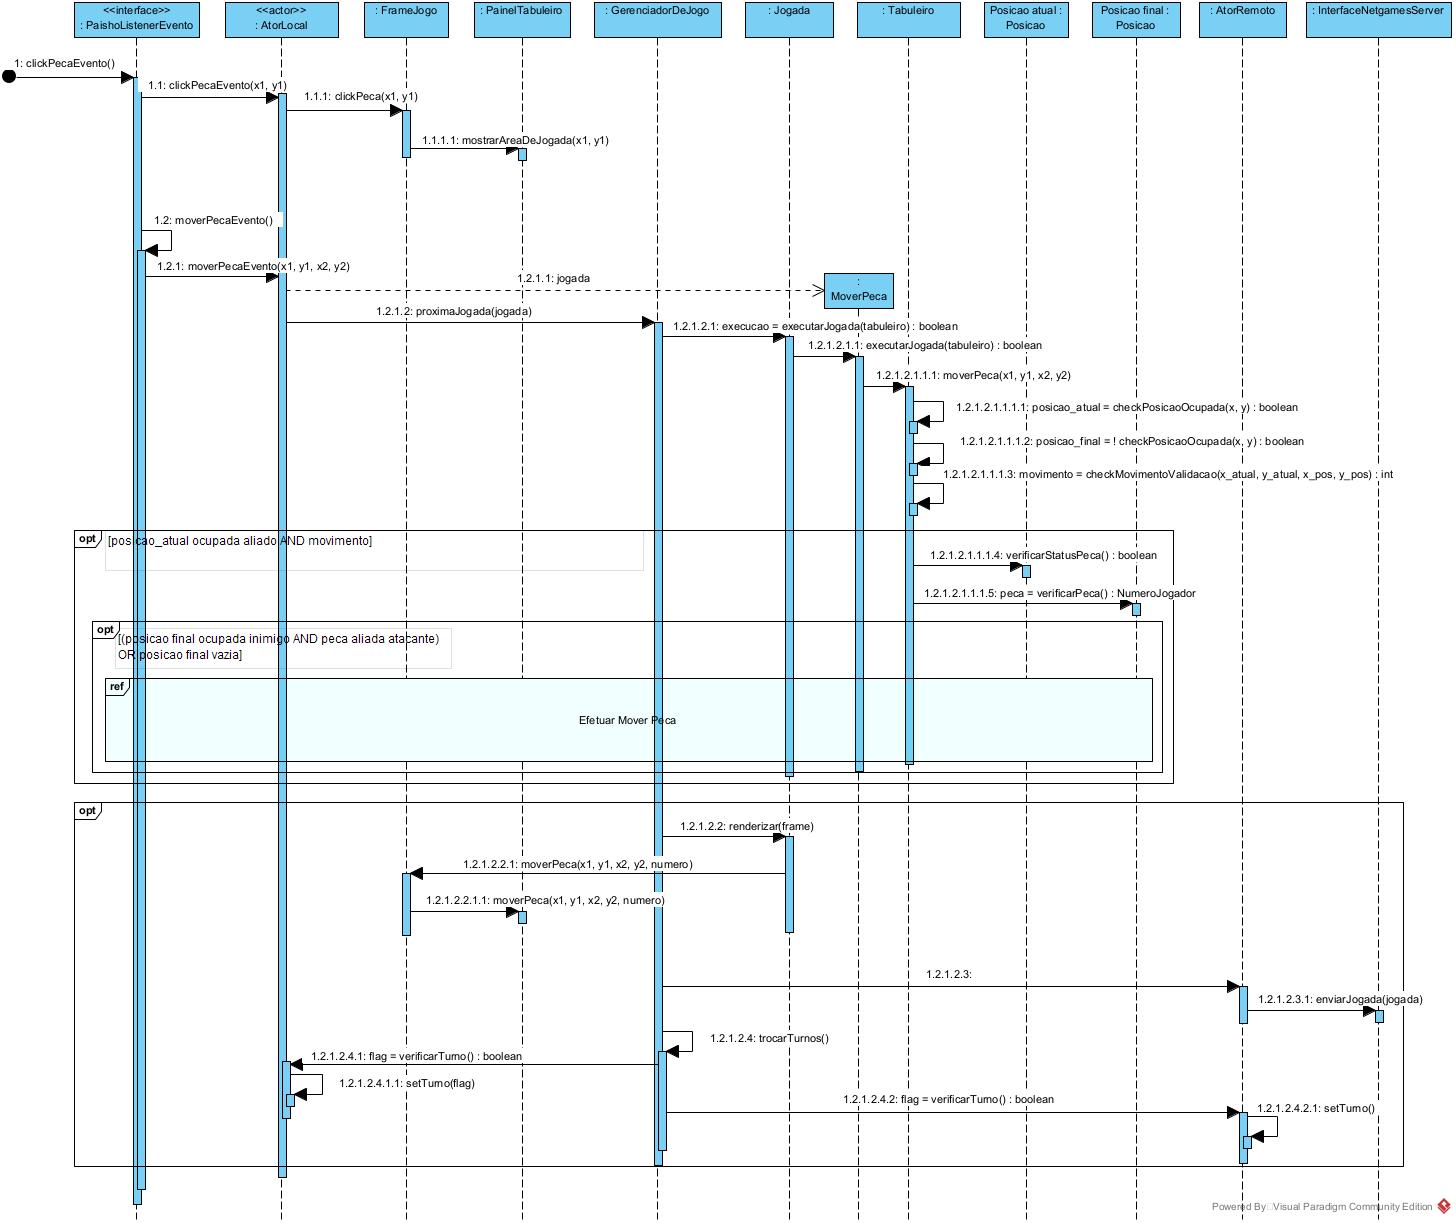 <<interface>>
: PaishoListenerEvento
<<actor>>
: AtorLocal
: FrameJogo
: PainelTabuleiro
: GerenciadorDeJogo
: Jogada
: Tabuleiro
Posicao atual :
Posicao
Posicao final :
Posicao
: AtorRemoto
: InterfaceNetgamesServer
1: clickPecaEvento()
1.1: clickPecaEvento(x1, y1)
1.1.1: clickPeca(x1, y1)
1.1.1.1: mostrarAreaDeJogada(x1, y1)
1.2: moverPecaEvento()
1.2.1: moverPecaEvento(x1, y1, x2, y2)
1.2.1.1: jogada
:
MoverPeca
1.2.1.2: proximaJogada(jogada)
1.2.1.2.1: execucao = executarJogada(tabuleiro) : boolean
1.2.1.2.1.1: executarJogada(tabuleiro) : boolean
1.2.1.2.1.1.1: moverPeca(x1, y1, x2, y2)
1.2.1.2.1.1.1.1: posicao_atual = checkPosicaoOcupada(x, y) : boolean
1.2.1.2.1.1.1.2: posicao_final = ! checkPosicaoOcupada(x, y) : boolean
1.2.1.2.1.1.1.3: movimento = checkMovimentoValidacao(x_atual, y_atual, x_pos, y_pos) : int
opt
[posicao_atual ocupada aliado AND movimento]
1.2.1.2.1.1.1.4: verificarStatusPeca() : boolean
1.2.1.2.1.1.1.5: peca = verificarPeca() : NumeroJogador
opt
[(posicao final ocupada inimigo AND peca aliada atacante)
OR posicao final vazia]
ref
Efetuar Mover Peca
opt
1.2.1.2.2: renderizar(frame)
1.2.1.2.2.1: moverPeca(x1, y1, x2, y2, numero)
1.2.1.2.2.1.1: moverPeca(x1, y1, x2, y2, numero)
1.2.1.2.3:
1.2.1.2.3.1: enviarJogada(jogada)
1.2.1.2.4: trocarTurnos()
1.2.1.2.4.1: flag = verificarTurno() : boolean
1.2.1.2.4.1.1: setTurno(flag)
1.2.1.2.4.2: flag = verificarTurno() : boolean
1.2.1.2.4.2.1: setTurno()
Powered By Visual Paradigm Community Edition